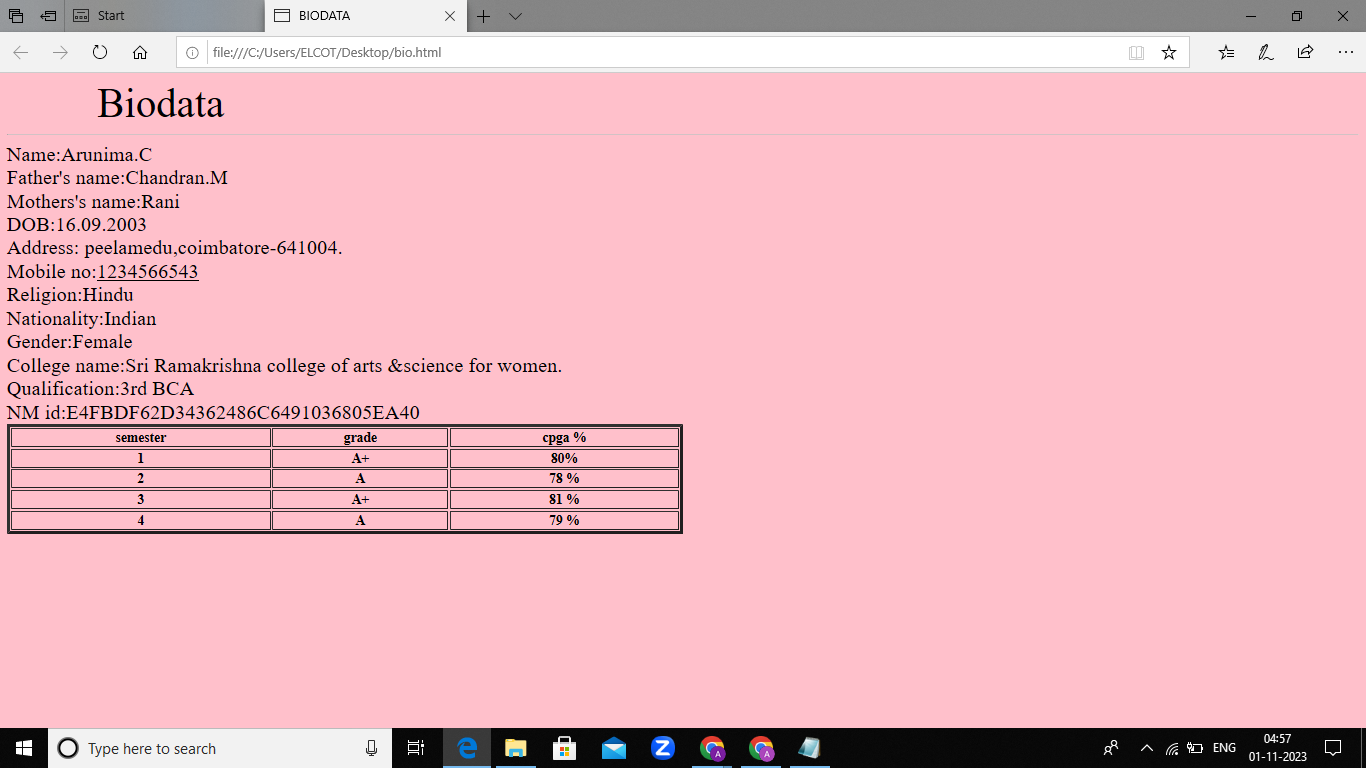 Start
BIODATA
file:///C:/Users/ELCOT/Desktop/bio.html
Biodata
Name:Arunima.C
Father's name:Chandran.M
Mothers's name:Rani
DOB:16.09.2003
Address: peelamedu,coimbatore-641004.
Mobile no:1234566543
Religion:Hindu
Nationality:Indian
Gender:Female
College name:Sri Ramakrishna college of arts &science for women.
Qualification:3rd BCA
NM id:E4FBDF62D34362486C6491036805EA40
semester grade cpga %
1 A+ 80%
2 A 78 %
3 A+ 81 %
4 A 79 %
Type here to search
Z
A
A
ENG
04:57
01-11-2023